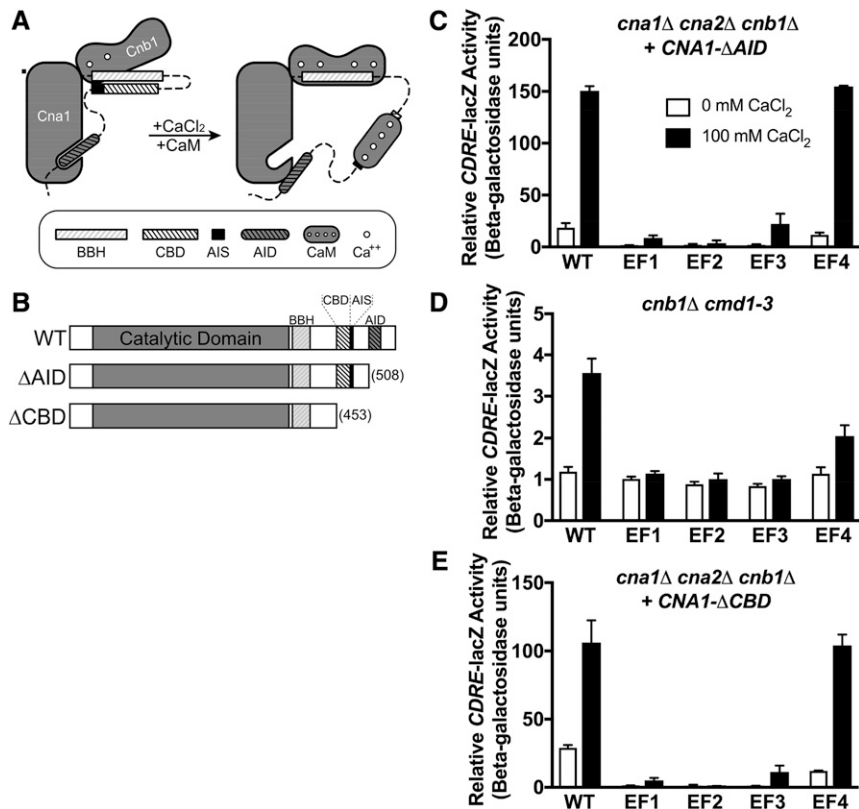 A
Cnb1
Cna1
+CaCl2
+CaM
BBH
CBD
AIS
AID
CaM
Ca++
B
CBD
AIS
BBH
AID
WT
Catalytic Domain
ΔAID
(508)
ΔCBD
(453)
C
cna1Δ cna2Δ cnb1Δ
+ CNA1-ΔAID
Relative CDRE-lacZ Activity
(Beta-galactosidase units)
200
150
100
50
0
0 mM CaCl2
100 mM CaCl2
WT EF1 EF2 EF3 EF4
D
cnb1Δ cmd1-3
Relative CDRE-lacZ Activity
(Beta-galactosidase units)
5
4
3
2
1
0
WT EF1 EF2 EF3 EF4
E
cna1Δ cna2Δ cnb1Δ
+ CNA1-ΔCBD
Relative CDRE-lacZ Activity
(Beta-galactosidase units)
150
100
50
0
WT EF1 EF2 EF3 EF4